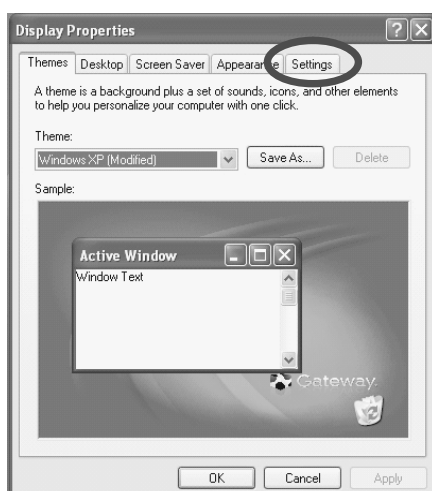 Display Properties
Themes Desktop Screen Saver Appearance Settings
A theme is a background plus a set of sounds, icons, and other elements
to help you personalize your computer with one click.
Theme:
Windows XP (Modified) Save As... Delete
Sample:
Active Window
Window Text
Gateway
OK Cancel Apply